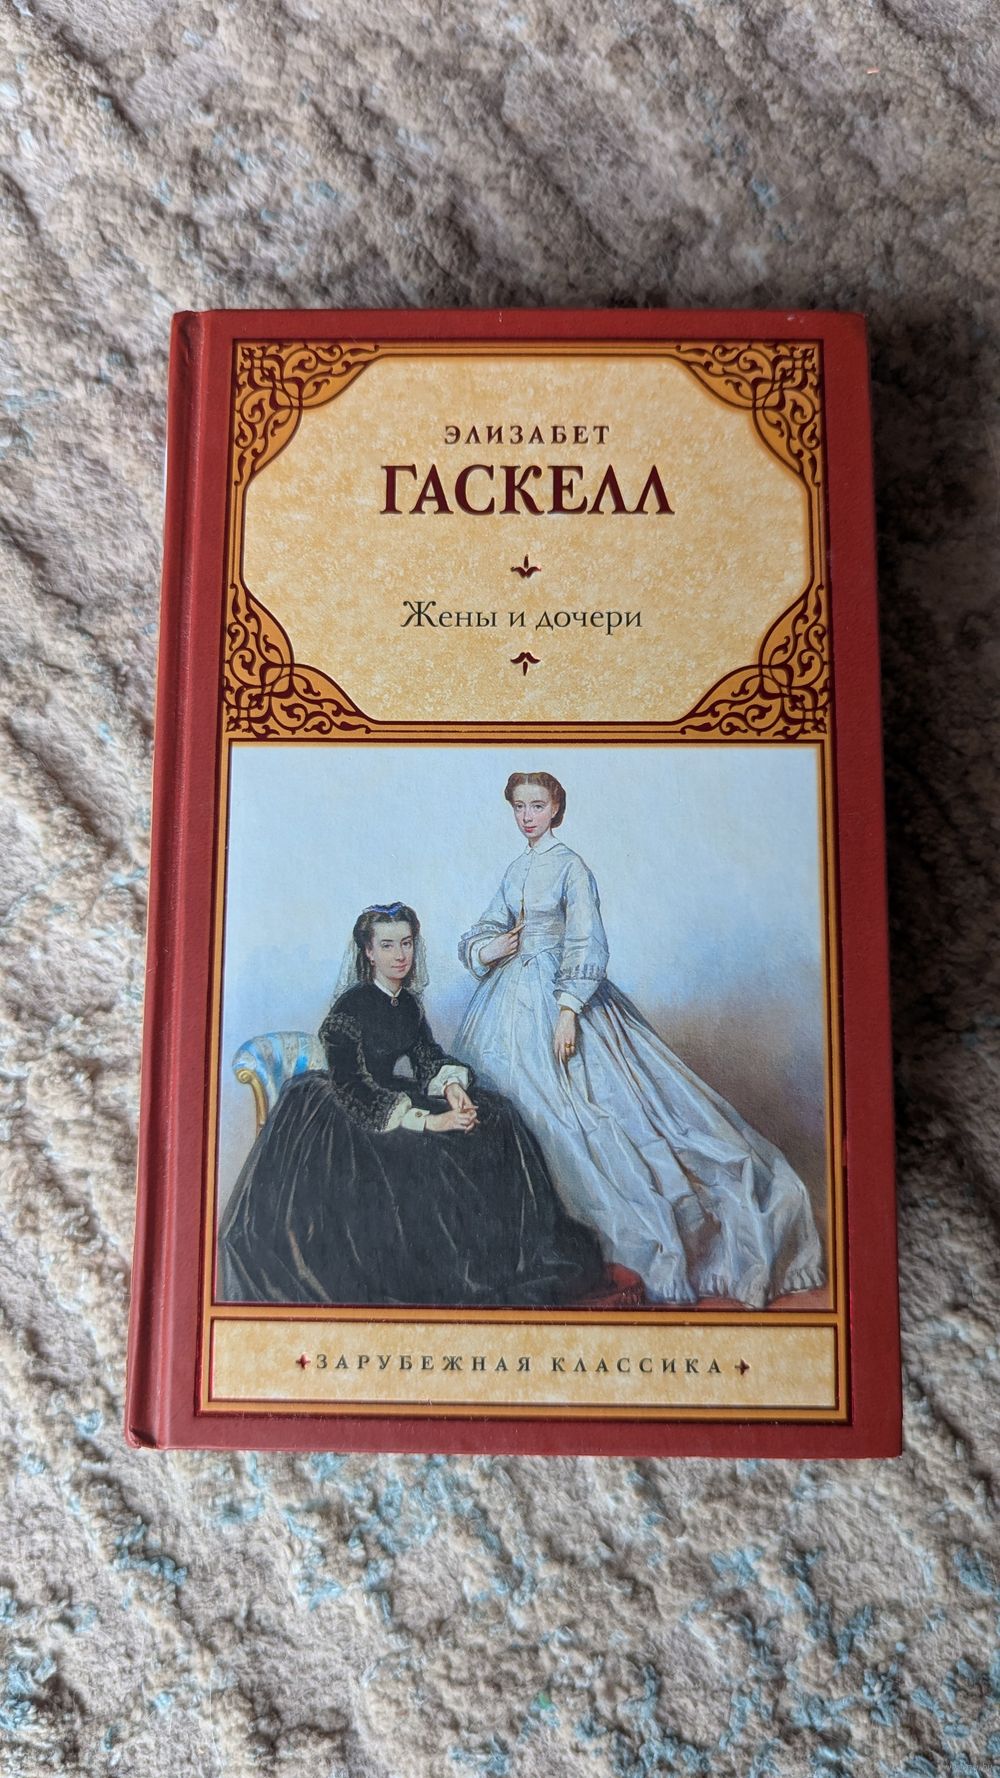 ЭЛИЗАБЕТ
ГАСКЕЛЛ
Жены и дочери
ЗАРУБЕЖНАЯ КЛАССИКА